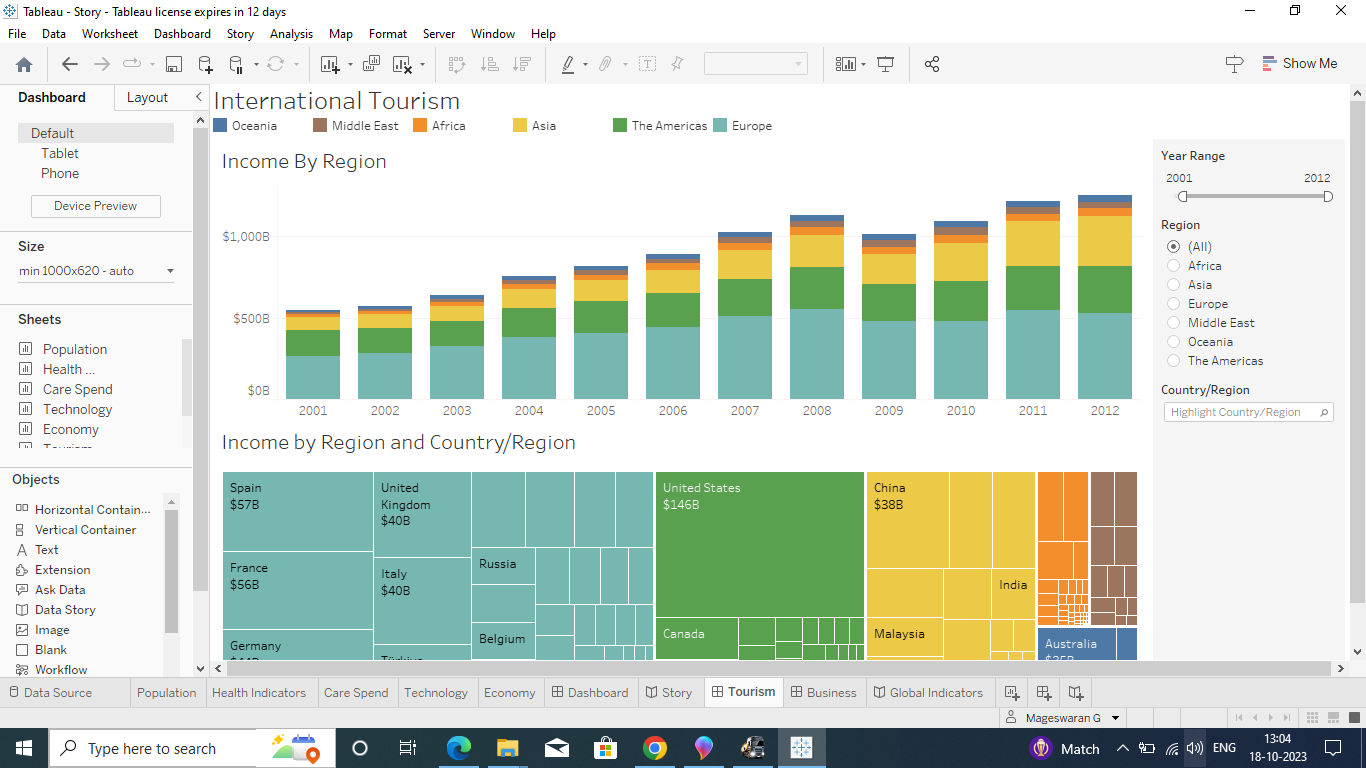 Tableau - Story - Tableau license expires in 12 days
File Data Worksheet Dashboard Story Analysis Map Format Server Window Help
Show Me
Dashboard Layout
Default
Tablet
Phone
Device Preview
Size
min 1000x620 - auto
Sheets
Population
Health ...
Care Spend
Technology
Economy
Objects
Horizontal Contain...
Vertical Container
Text
Extension
Ask Data
Data Story
Image
Blank
Workflow
International Tourism
Oceania Middle East Africa Asia The Americas Europe
Income By Region
$1,000B
$500B
$0B
2001 2002 2003 2004 2005 2006 2007 2008 2009 2010 2011 2012
Income by Region and Country/Region
Spain
$57B
France
$56B
Germany
United
Kingdom
$40B
Italy
$40B
Russia
Belgium
United States
$146B
Canada
China
$38B
India
Malaysia
Australia
Year Range
2001 2012
Region
(All)
Africa
Asia
Europe
Middle East
Oceania
The Americas
Country/Region
Highlight Country/Region
Data Source Population Health Indicators Care Spend Technology Economy Dashboard Story Tourism Business Global Indicators
Mageswaran G
Type here to search
Match
ENG
13:04
18-10-2023